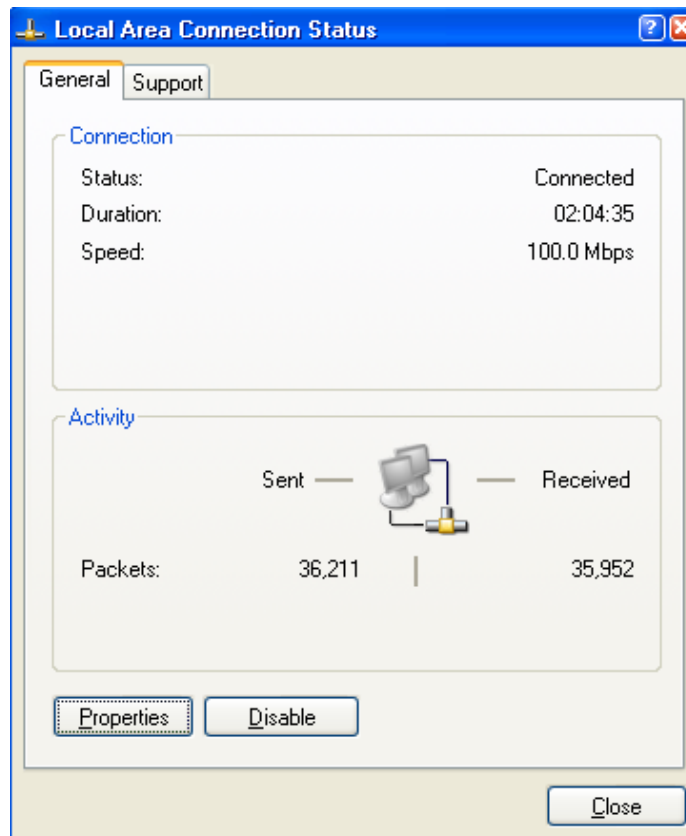 Local Area Connection Status
General Support
Connection
Status: Connected
Duration: 02:04:35
Speed: 100.0 Mbps
Activity
Sent Received
Packets: 36,211 35,952
Properties Disable
Close